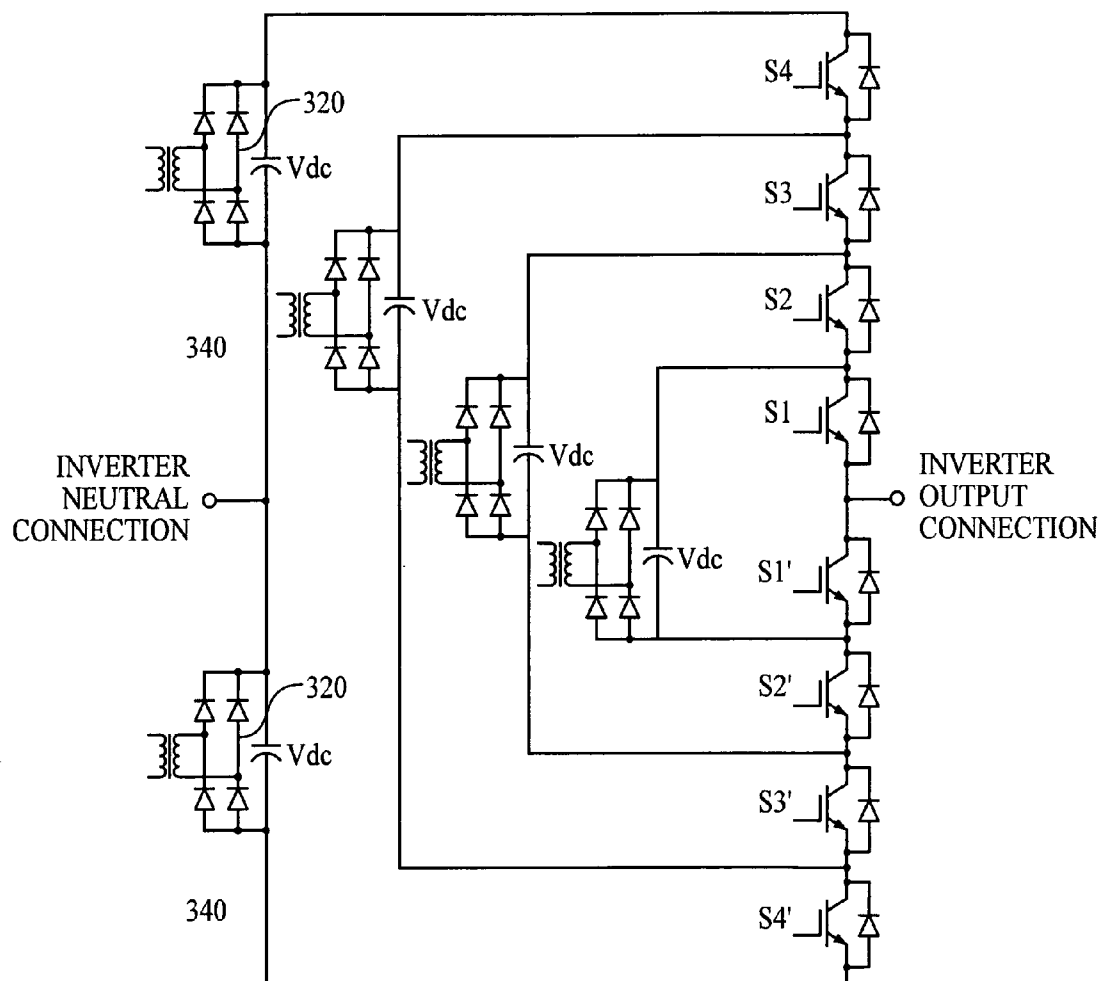 S4
320
Vdc
S3
Vdc
S2
340
S1
Vdc
INVERTER
NEUTRAL
CONNECTION
INVERTER
OUTPUT
CONNECTION
Vdc
S1'
S2'
320
Vdc
S3'
340
S4'